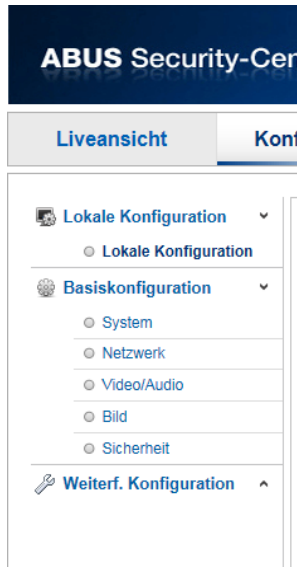 ABUS Security-Cen
Liveansicht
Konf
Lokale Konfiguration
Lokale Konfiguration
Basiskonfiguration
System
Netzwerk
Video/Audio
Bild
Sicherheit
Weiterf. Konfiguration